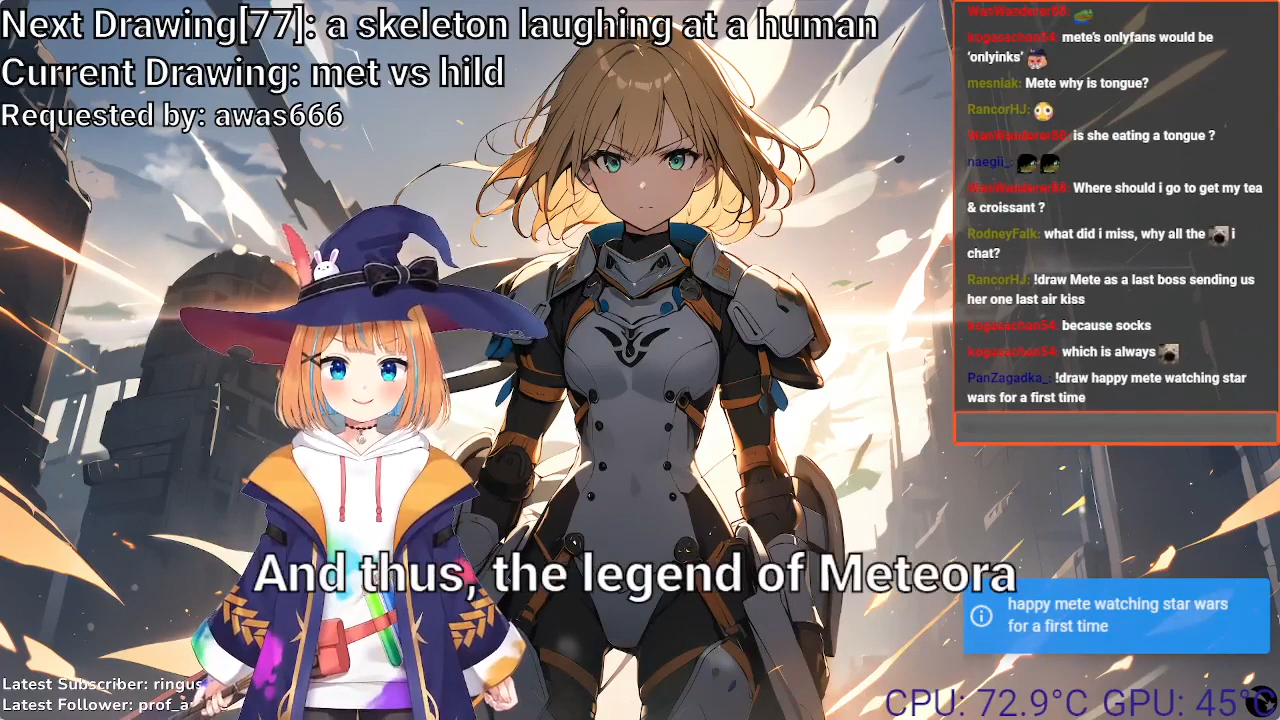 Next Drawing[77]: a skeleton laughing at a human
Current Drawing: met vs hild
Requested by: awas666
WanWanderer68:
kogasachan54: mete's onlyfans would be
'onlyinks'
mesniak: Mete why is tongue?
RancorHJ:
WanWanderer68: is she eating a tongue ?
naegii_:
WanWanderer68: Where should i go to get my tea
& croissant ?
RodneyFalk: what did i miss, why all the i
chat?
RancorHJ: !draw Mete as a last boss sending us
her one last air kiss
kogasachan54: because socks
kogasachan54: which is always
PanZagadka_: !draw happy mete watching star
wars for a first time
And thus, the legend of Meteora
happy mete watching star wars
for a first time
Latest Subscriber: ringus
Latest Follower: prof_a
CPU: 72.9°C GPU: 45°C